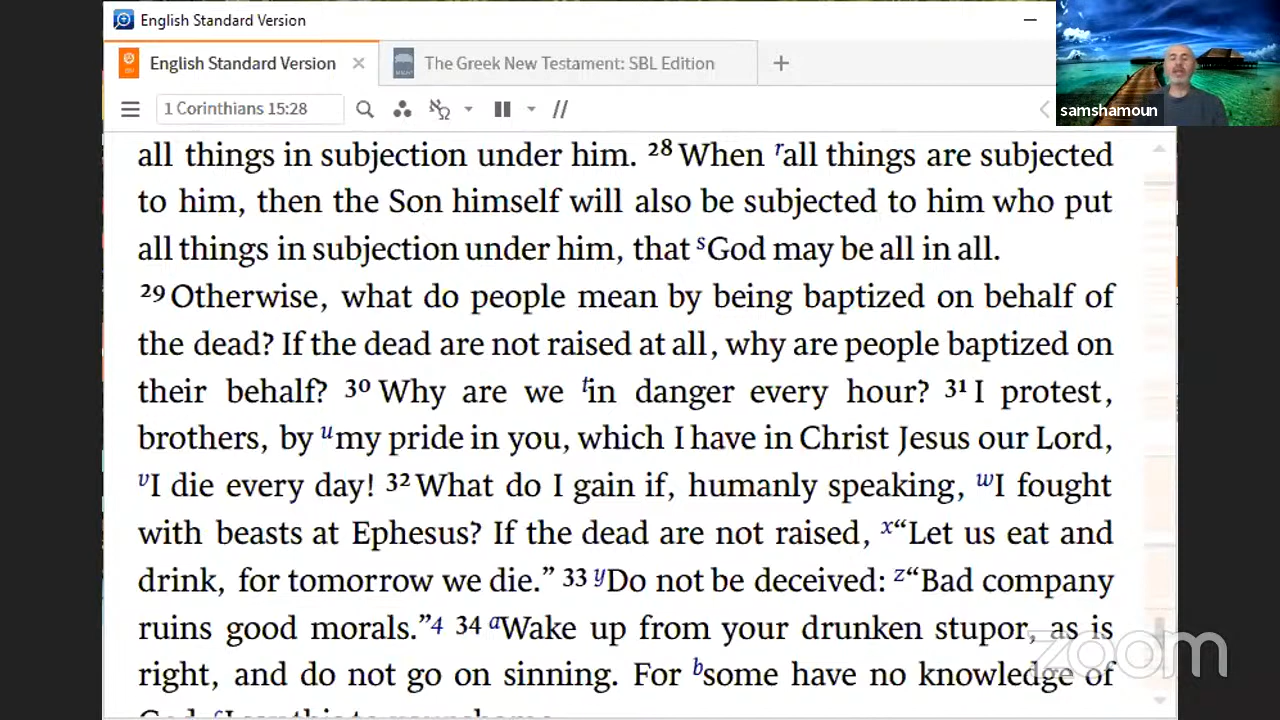 English Standard Version
English Standard Version
The Greek New Testament: SBL Edition
samshamoun
1 Corinthians 15:28
all things in subjection under him. 28 When r all things are subjected
to him, then the Son himself will also be subjected to him who put
all things in subjection under him, that s God may be all in all.
29 Otherwise, what do people mean by being baptized on behalf of
the dead? If the dead are not raised at all, why are people baptized on
their behalf? 30 Why are we t in danger every hour? 31 I protest,
brothers, by u my pride in you, which I have in Christ Jesus our Lord,
v I die every day! 32 What do I gain if, humanly speaking, w I fought
with beasts at Ephesus? If the dead are not raised, x “Let us eat and
drink, for tomorrow we die.” 33 y Do not be deceived: z “Bad company
ruins good morals.”4 34 a Wake up from your drunken stupor, as is
right, and do not go on sinning. For b some have no knowledge of
zoom